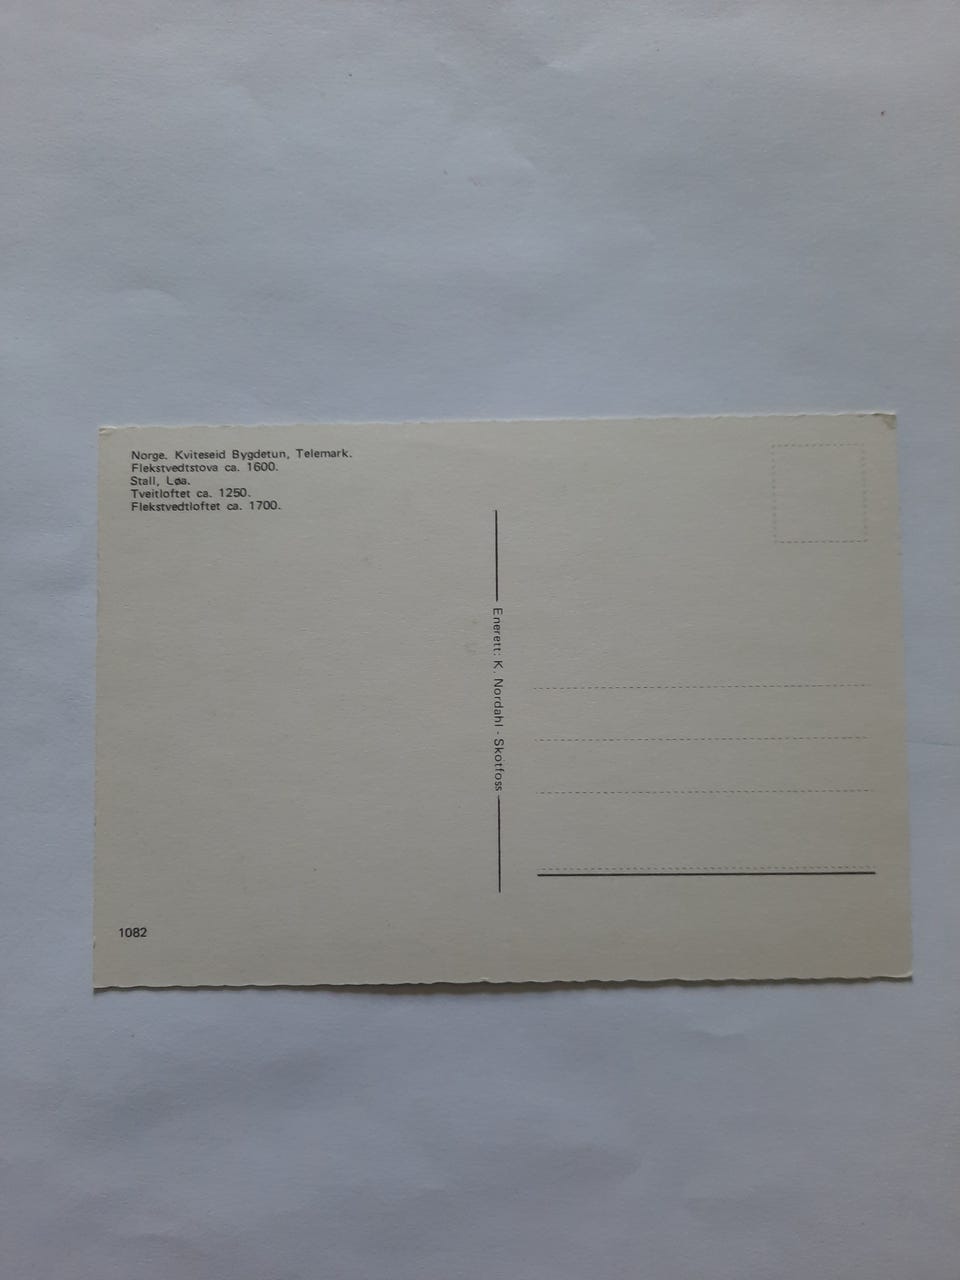 Norge. Kviteseid Bygdetun, Telemark.
Flekstvedtstova ca. 1600.
Stall, Løa.
Tveitloftet ca. 1250.
Flekstvedtloftet ca. 1700.
Enerett: K. Nordahl - Skotfoss
1082